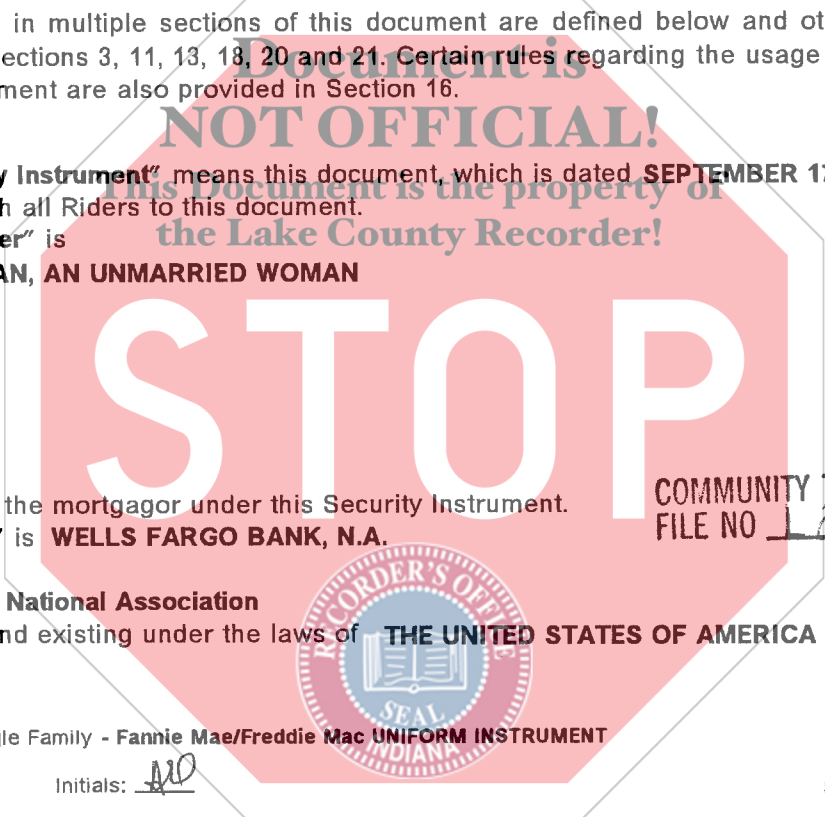 in multiple sections of this document are defined below and ot
ections 3, 11, 13, 18, 20 and 21. Certain rules regarding the usage
ment are also provided in Section 16.
Document is
NOT OFFICIAL!
This Document is the property of
the Lake County Recorder!
y Instrument" means this document, which is dated SEPTEMBER 17
h all Riders to this document.
er" is
AN, AN UNMARRIED WOMAN
STOP
the mortgagor under this Security Instrument.
" is WELLS FARGO BANK, N.A.
COMMUNITY
FILE NO
National Association
nd existing under the laws of THE UNITED STATES OF AMERICA
RECORDER'S OFFICE
SEAL
INDIANA
gle Family - Fannie Mae/Freddie Mac UNIFORM INSTRUMENT
Initials: